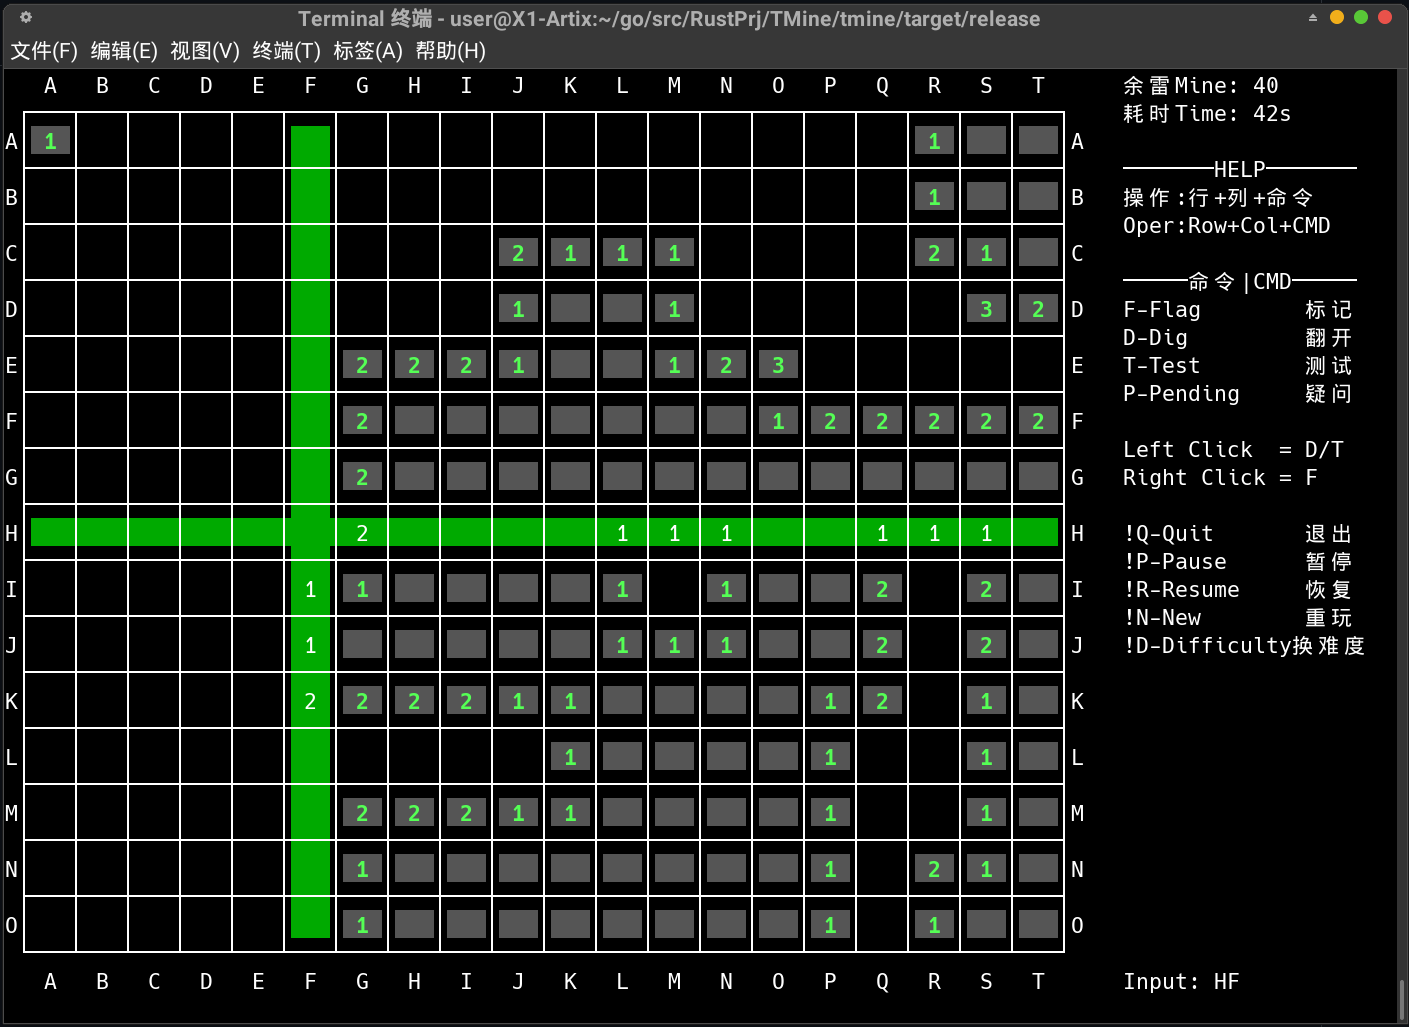 Terminal 终端 - user@X1-Artix:~/go/src/RustPrj/TMine/tmine/target/release
文件(F) 编辑(E) 视图(V) 终端(T) 标签(A) 帮助(H)
A B C D E F G H I J K L M N O P Q R S T
A 1 1 A
B 1 B
C 2 1 1 1 2 1 C
D 1 1 3 2 D
E 2 2 2 1 1 2 3 E
F 2 1 2 2 2 2 2 F
G 2 G
H 2 1 1 1 1 1 1 H
I 1 1 1 1 2 2 I
J 1 1 1 1 2 2 J
K 2 2 2 2 1 1 1 2 1 K
L 1 1 1 L
M 2 2 2 1 1 1 1 M
N 1 1 2 1 N
O 1 1 1 O
A B C D E F G H I J K L M N O P Q R S T
余雷Mine: 40
耗时Time: 42s
HELP
操作:行+列+命令
Oper:Row+Col+CMD
命令|CMD
F-Flag 标记
D-Dig 翻开
T-Test 测试
P-Pending 疑问
Left Click = D/T
Right Click = F
!Q-Quit 退出
!P-Pause 暂停
!R-Resume 恢复
!N-New 重玩
!D-Difficulty换难度
Input: HF